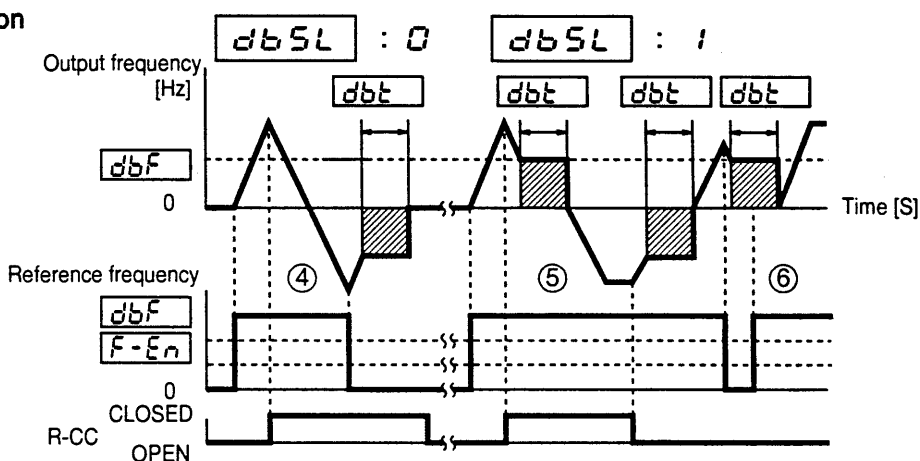 on
dbSL : 0
dbSL : 1
Output frequency
[Hz]
dbt
dbt
dbt
dbt
dbF
0
Time [S]
④
⑤
⑥
Reference frequency
dbF
F-En
0
CLOSED
R-CC
OPEN